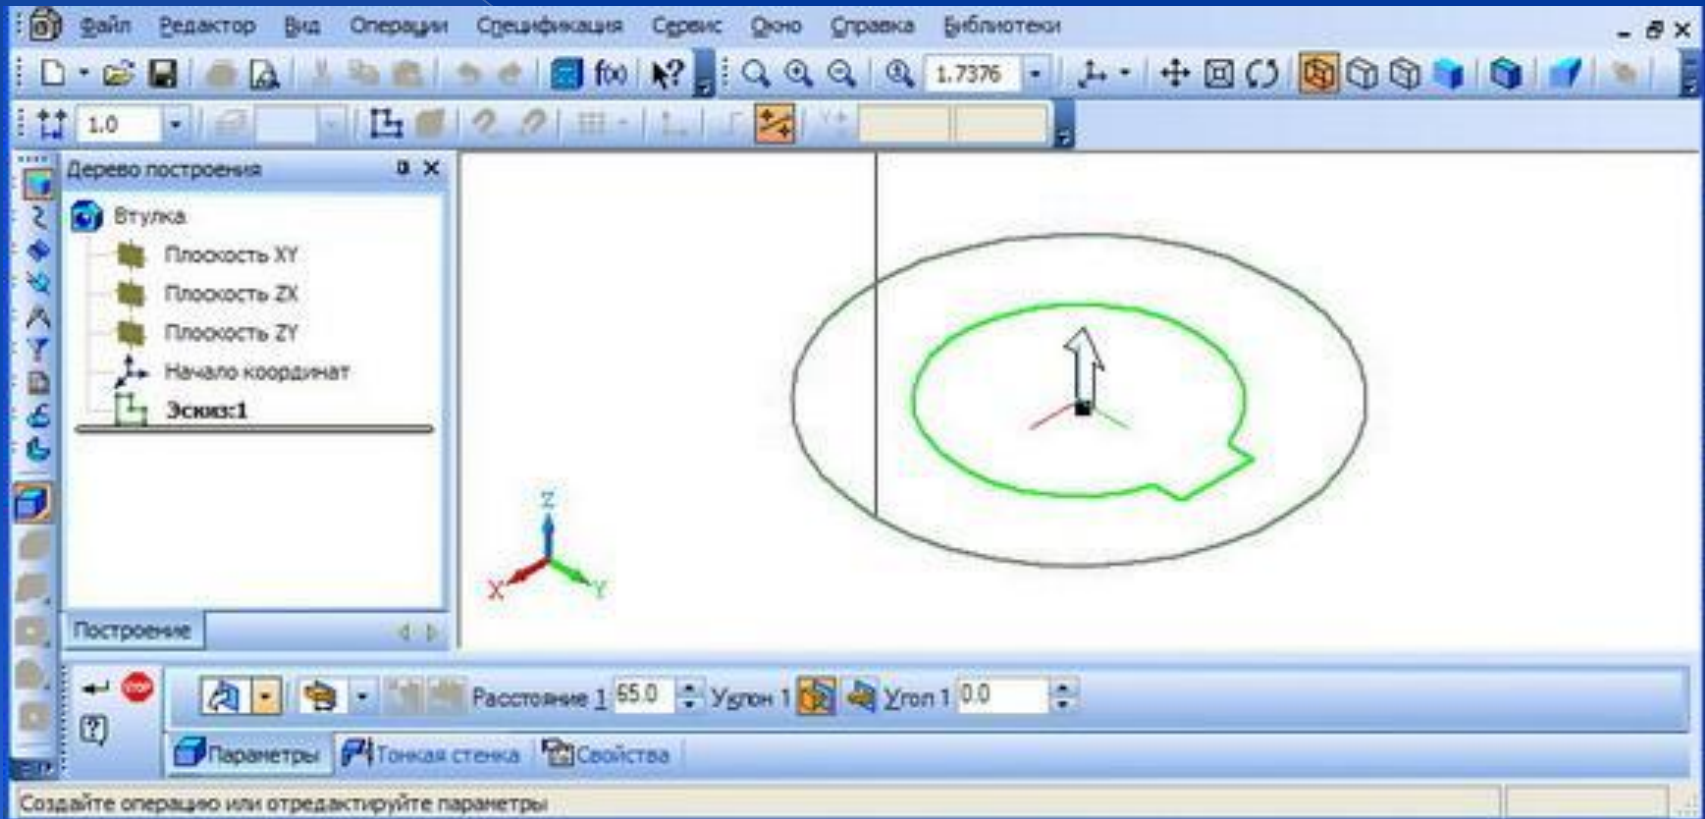 Файл Редактор Вид Операции Спецификация Сервис Окно Справка Библиотеки
f(x) 1.7376
1.0
Дерево построения
Втулка
Плоскость XY
Плоскость ZX
Плоскость ZY
Начало координат
Эскиз:1
Z
X Y
Построение
STOP Расстояние 1 65.0 Уклон 1 Угол 1 0.0
Параметры Тонкая стенка Свойства
Создайте операцию или отредактируйте параметры